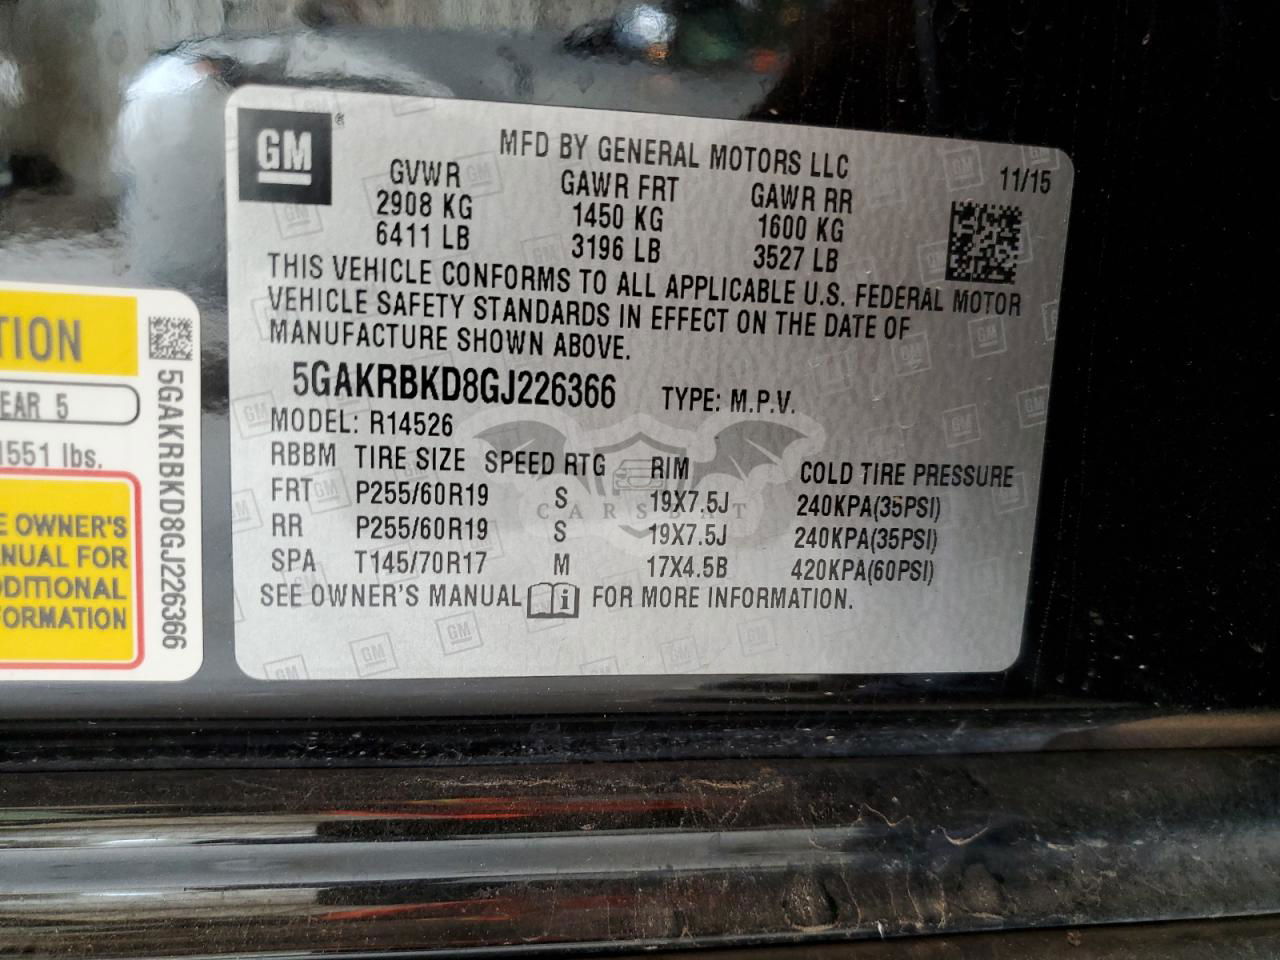 GM
MFD BY GENERAL MOTORS LLC
11/15
GVWR GAWR FRT GAWR RR
2908 KG 1450 KG 1600 KG
6411 LB 3196 LB 3527 LB
THIS VEHICLE CONFORMS TO ALL APPLICABLE U.S. FEDERAL MOTOR
VEHICLE SAFETY STANDARDS IN EFFECT ON THE DATE OF
MANUFACTURE SHOWN ABOVE.
5GAKRBKD8GJ226366 TYPE: M.P.V.
MODEL: R14526
RBBM TIRE SIZE SPEED RTG RIM COLD TIRE PRESSURE
FRT P255/60R19 S 19X7.5J 240KPA(35PSI)
RR P255/60R19 S 19X7.5J 240KPA(35PSI)
SPA T145/70R17 M 17X4.5B 420KPA(60PSI)
SEE OWNER'S MANUAL i FOR MORE INFORMATION.
CARSBAT
TION
EAR 5
1551 lbs.
E OWNER'S
ANUAL FOR
DDITIONAL
FORMATION
5GAKRBKD8GJ226366